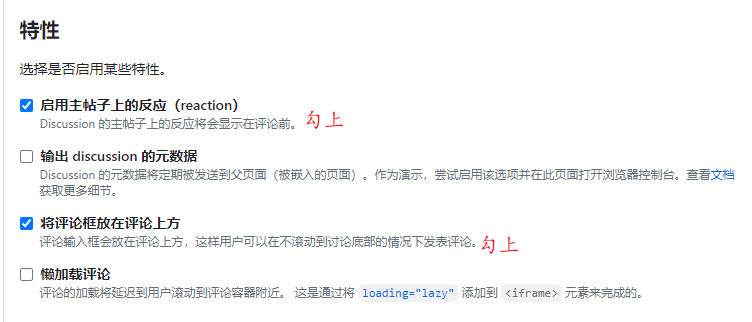 特性
选择是否启用某些特性。
启用主帖子上的反应（reaction）
Discussion 的主帖子上的反应将会显示在评论前。 勾上
输出 discussion 的元数据
Discussion 的元数据将定期被发送到父页面（被嵌入的页面）。作为演示，尝试启用该选项并在此页面打开浏览器控制台。查看文档
获取更多细节。
将评论框放在评论上方
评论输入框会放在评论上方，这样用户可以在不滚动到讨论底部的情况下发表评论。 勾上
懒加载评论
评论的加载将延迟到用户滚动到评论容器附近。 这是通过将 loading="lazy" 添加到 <iframe> 元素来完成的。